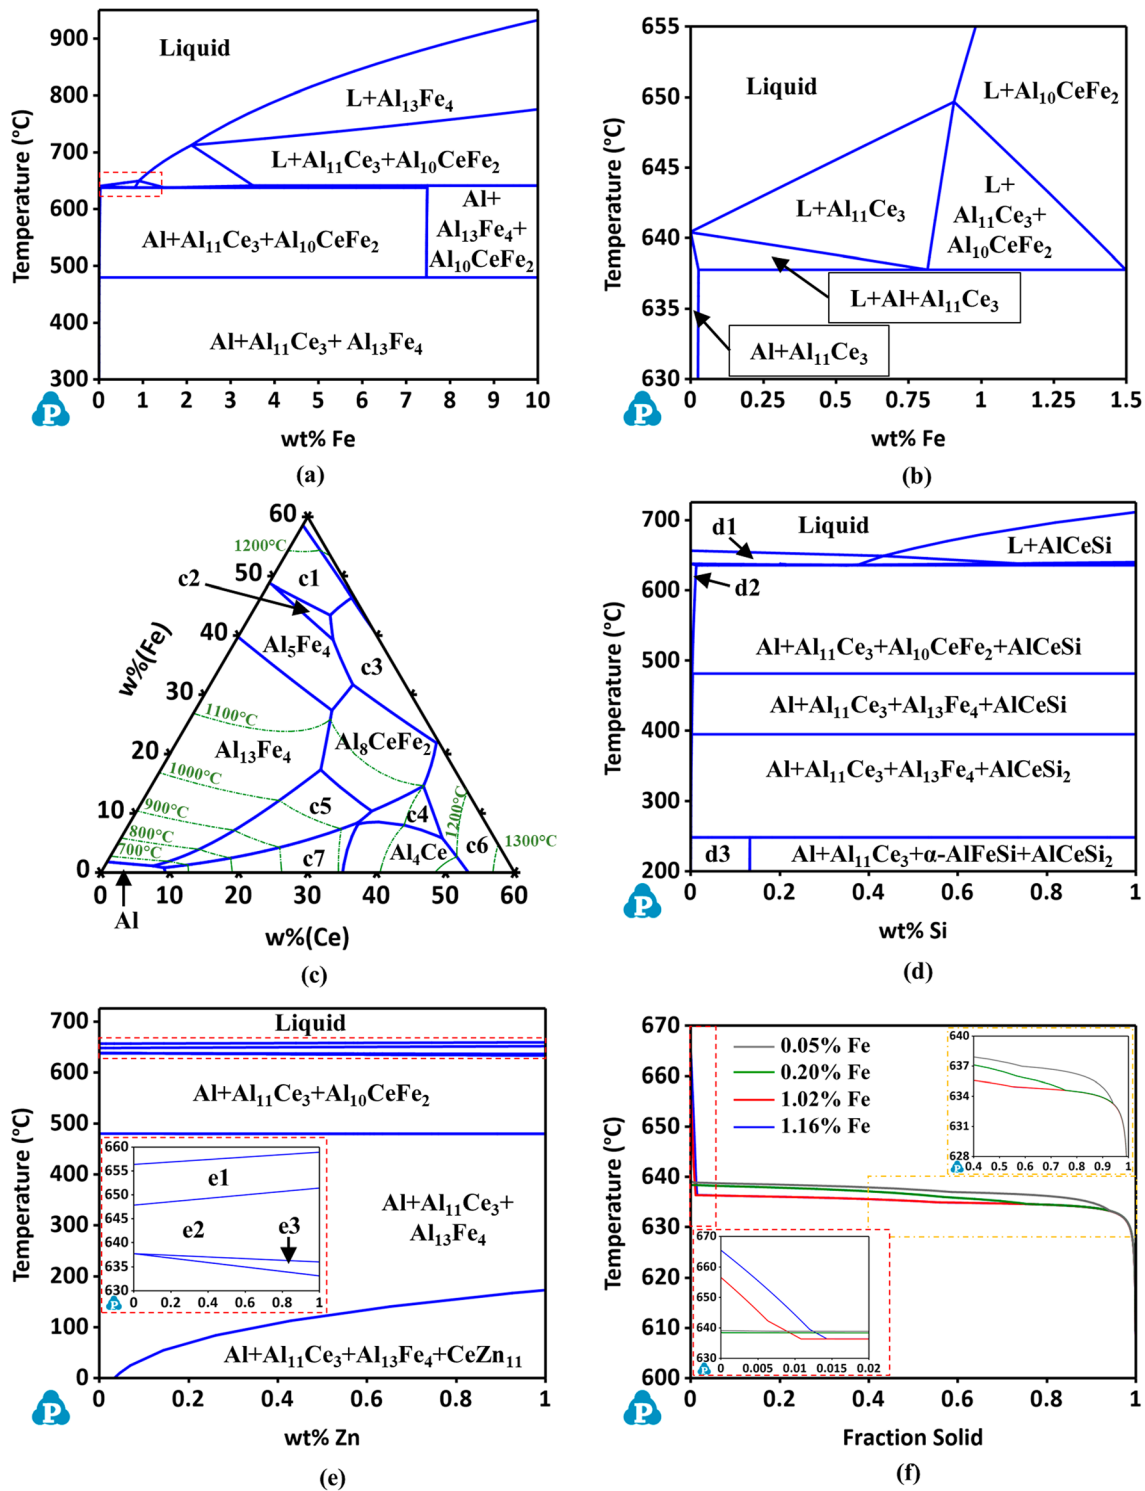 900
800
700
600
500
400
300
Temperature (°C)
Liquid
L+Al13Fe4
L+Al11Ce3+Al10CeFe2
Al+Al11Ce3+Al10CeFe2
Al+
Al13Fe4+
Al10CeFe2
Al+Al11Ce3+ Al13Fe4
0 1 2 3 4 5 6 7 8 9 10
P
wt% Fe
(a)
655
650
645
640
635
630
Temperature (°C)
Liquid
L+Al10CeFe2
L+Al11Ce3
L+
Al11Ce3+
Al10CeFe2
L+Al+Al11Ce3
Al+Al11Ce3
0 0.25 0.5 0.75 1 1.25 1.5
P
wt% Fe
(b)
60
50
40
30
20
10
0
w%(Fe)
1200°C
c1
c2
Al5Fe4
c3
1100°C
Al13Fe4
Al8CeFe2
1000°C
900°C
800°C
700°C
c5
c4
1200°C
c7
Al4Ce
c6
1300°C
Al
0 10 20 30 40 50 60
w%(Ce)
(c)
700
600
500
400
300
200
Temperature (°C)
Liquid
d1
L+AlCeSi
d2
Al+Al11Ce3+Al10CeFe2+AlCeSi
Al+Al11Ce3+Al13Fe4+AlCeSi
Al+Al11Ce3+Al13Fe4+AlCeSi2
d3
Al+Al11Ce3+α-AlFeSi+AlCeSi2
0 0.2 0.4 0.6 0.8 1
P
wt% Si
(d)
700
600
500
400
300
200
100
0
Temperature (°C)
Liquid
Al+Al11Ce3+Al10CeFe2
660
655
650
645
640
635
630
e1
e2
e3
0 0.2 0.4 0.6 0.8 1
P
Al+Al11Ce3+
Al13Fe4
Al+Al11Ce3+Al13Fe4+CeZn11
0 0.2 0.4 0.6 0.8 1
P
wt% Zn
(e)
670
660
650
640
630
620
610
600
Temperature (°C)
0.05% Fe
0.20% Fe
1.02% Fe
1.16% Fe
640
637
634
631
628
0.4 0.5 0.6 0.7 0.8 0.9 1
P
670
660
650
640
630
0 0.005 0.01 0.015 0.02
P
0 0.2 0.4 0.6 0.8 1
P
Fraction Solid
(f)